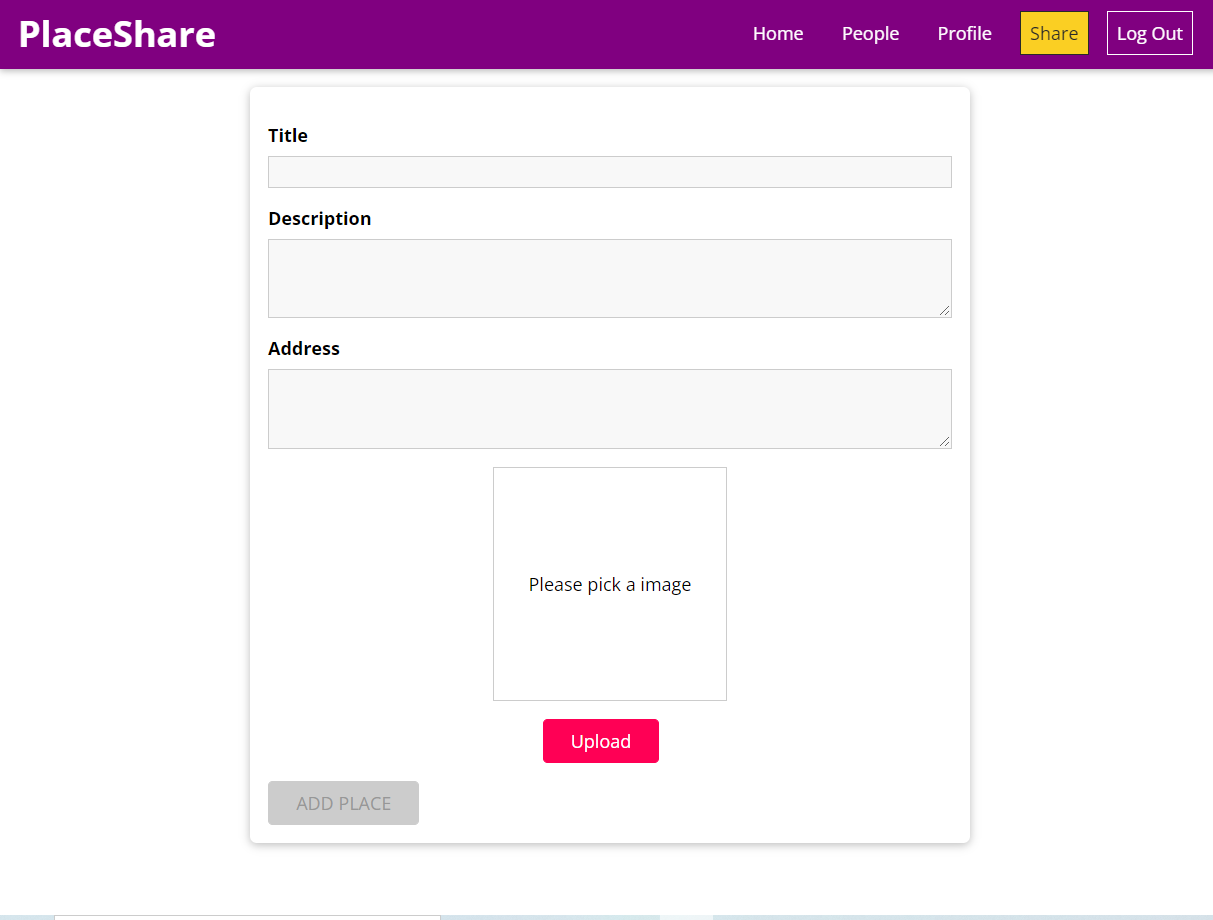 PlaceShare
Home People Profile Share Log Out
Title
Description
Address
Please pick a image
Upload
ADD PLACE